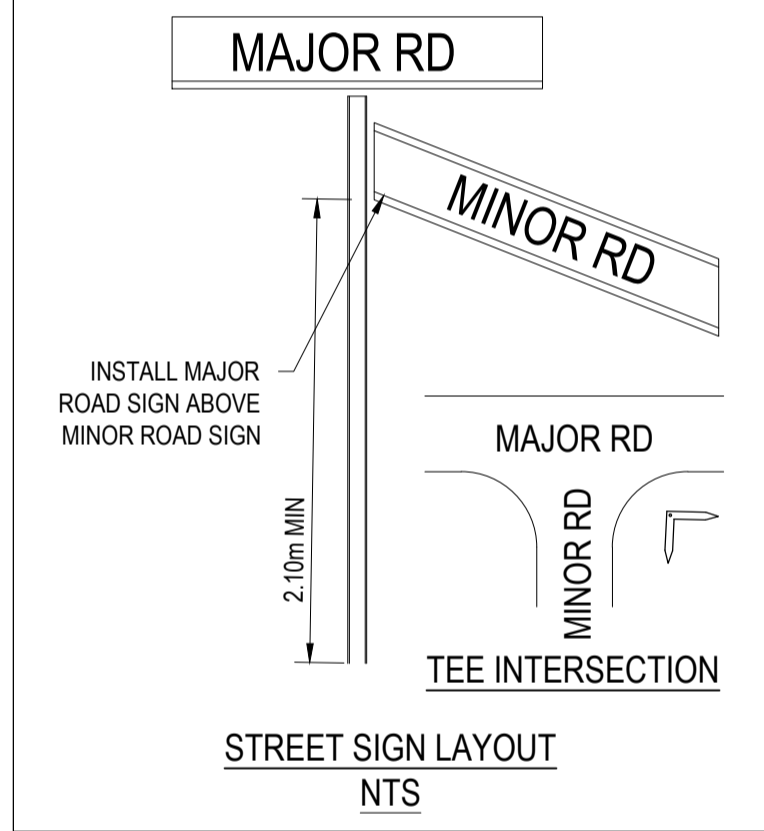 MAJOR RD
MINOR RD
INSTALL MAJOR
ROAD SIGN ABOVE
MINOR ROAD SIGN
2.10m MIN
MAJOR RD
MINOR RD
TEE INTERSECTION
STREET SIGN LAYOUT
NTS